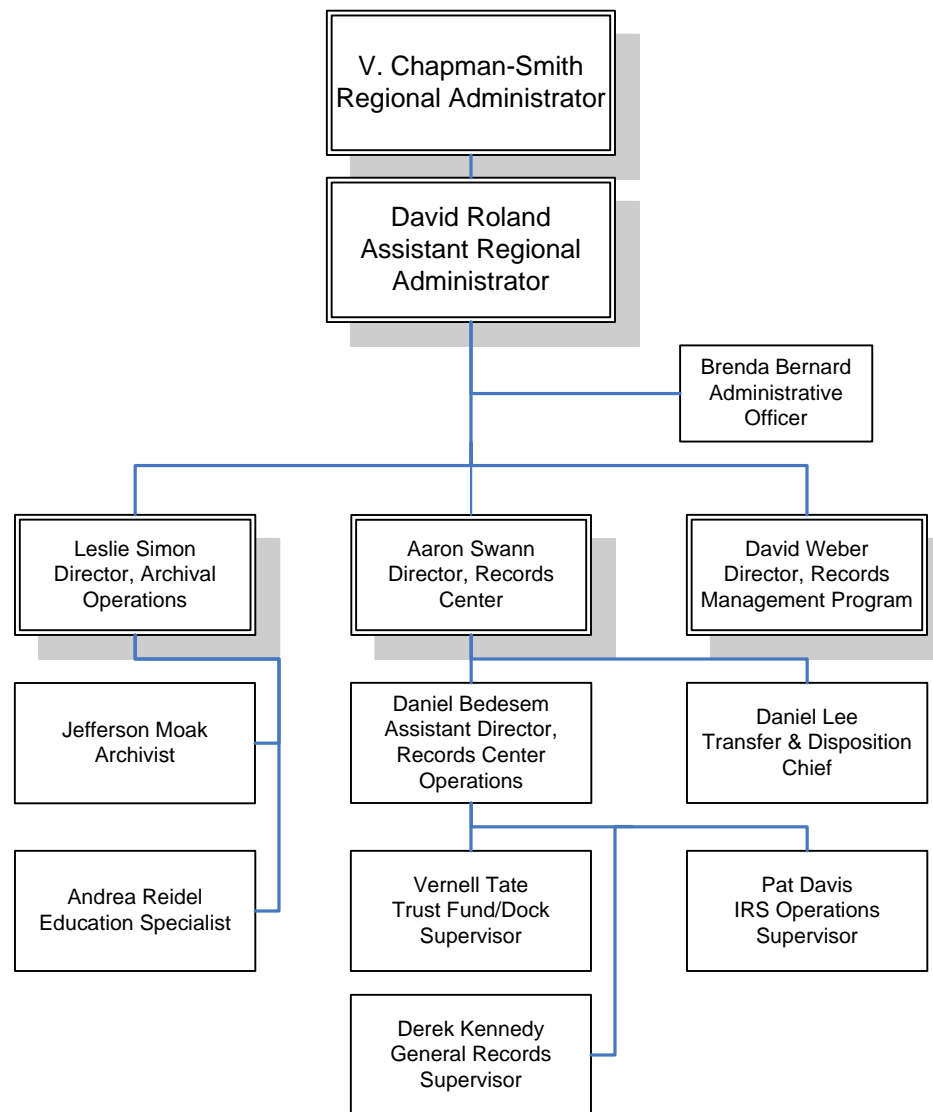 V. Chapman-Smith
Regional Administrator
David Roland
Assistant Regional
Administrator
Brenda Bernard
Administrative
Officer
Leslie Simon
Director, Archival
Operations
Aaron Swann
Director, Records
Center
David Weber
Director, Records
Management Program
Jefferson Moak
Archivist
Daniel Bedesem
Assistant Director,
Records Center
Operations
Daniel Lee
Transfer & Disposition
Chief
Andrea Reidel
Education Specialist
Vernell Tate
Trust Fund/Dock
Supervisor
Pat Davis
IRS Operations
Supervisor
Derek Kennedy
General Records
Supervisor